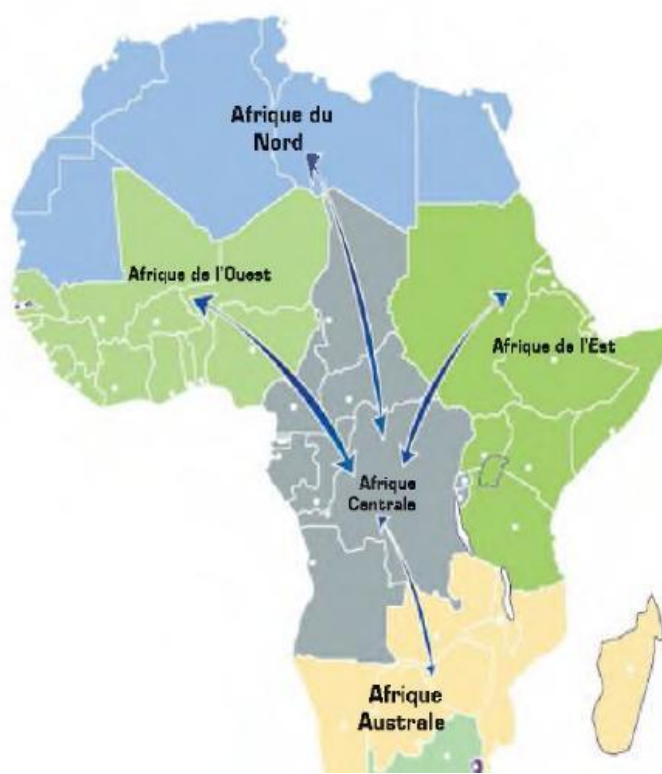 Afrique du
Nord
Afrique de l'Ouest
Afrique de l'Est
Afrique
Centrale
Afrique
Australe